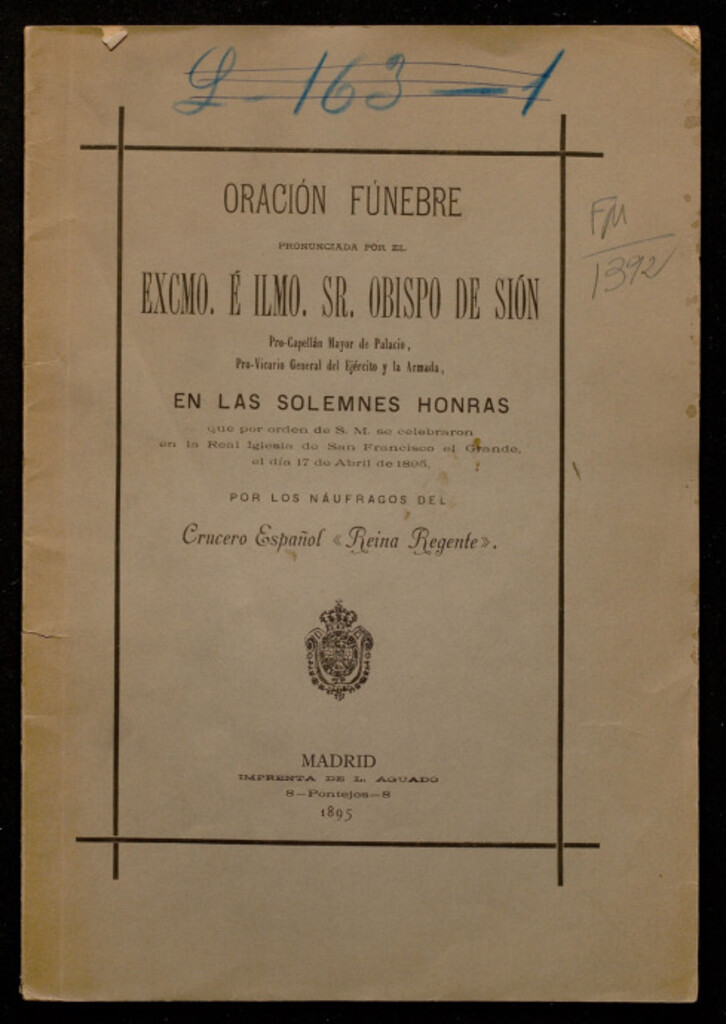 L-163-1
ORACIÓN FÚNEBRE
PRONUNCIADA POR EL
EXCMO. É ILMO. SR. OBISPO DE SIÓN
Pro-Capellán Mayor de Palacio,
Pro-Vicario General del Ejército y la Armada,
EN LAS SOLEMNES HONRAS
que por orden de S. M. se celebraron
en la Real Iglesia de San Francisco el Grande,
el día 17 de Abril de 1895,
POR LOS NÁUFRAGOS DEL
Crucero Español «Reina Regente».
MADRID
IMPRENTA DE L. AGUADO
8—Pontejos—8
1895
FM
1392